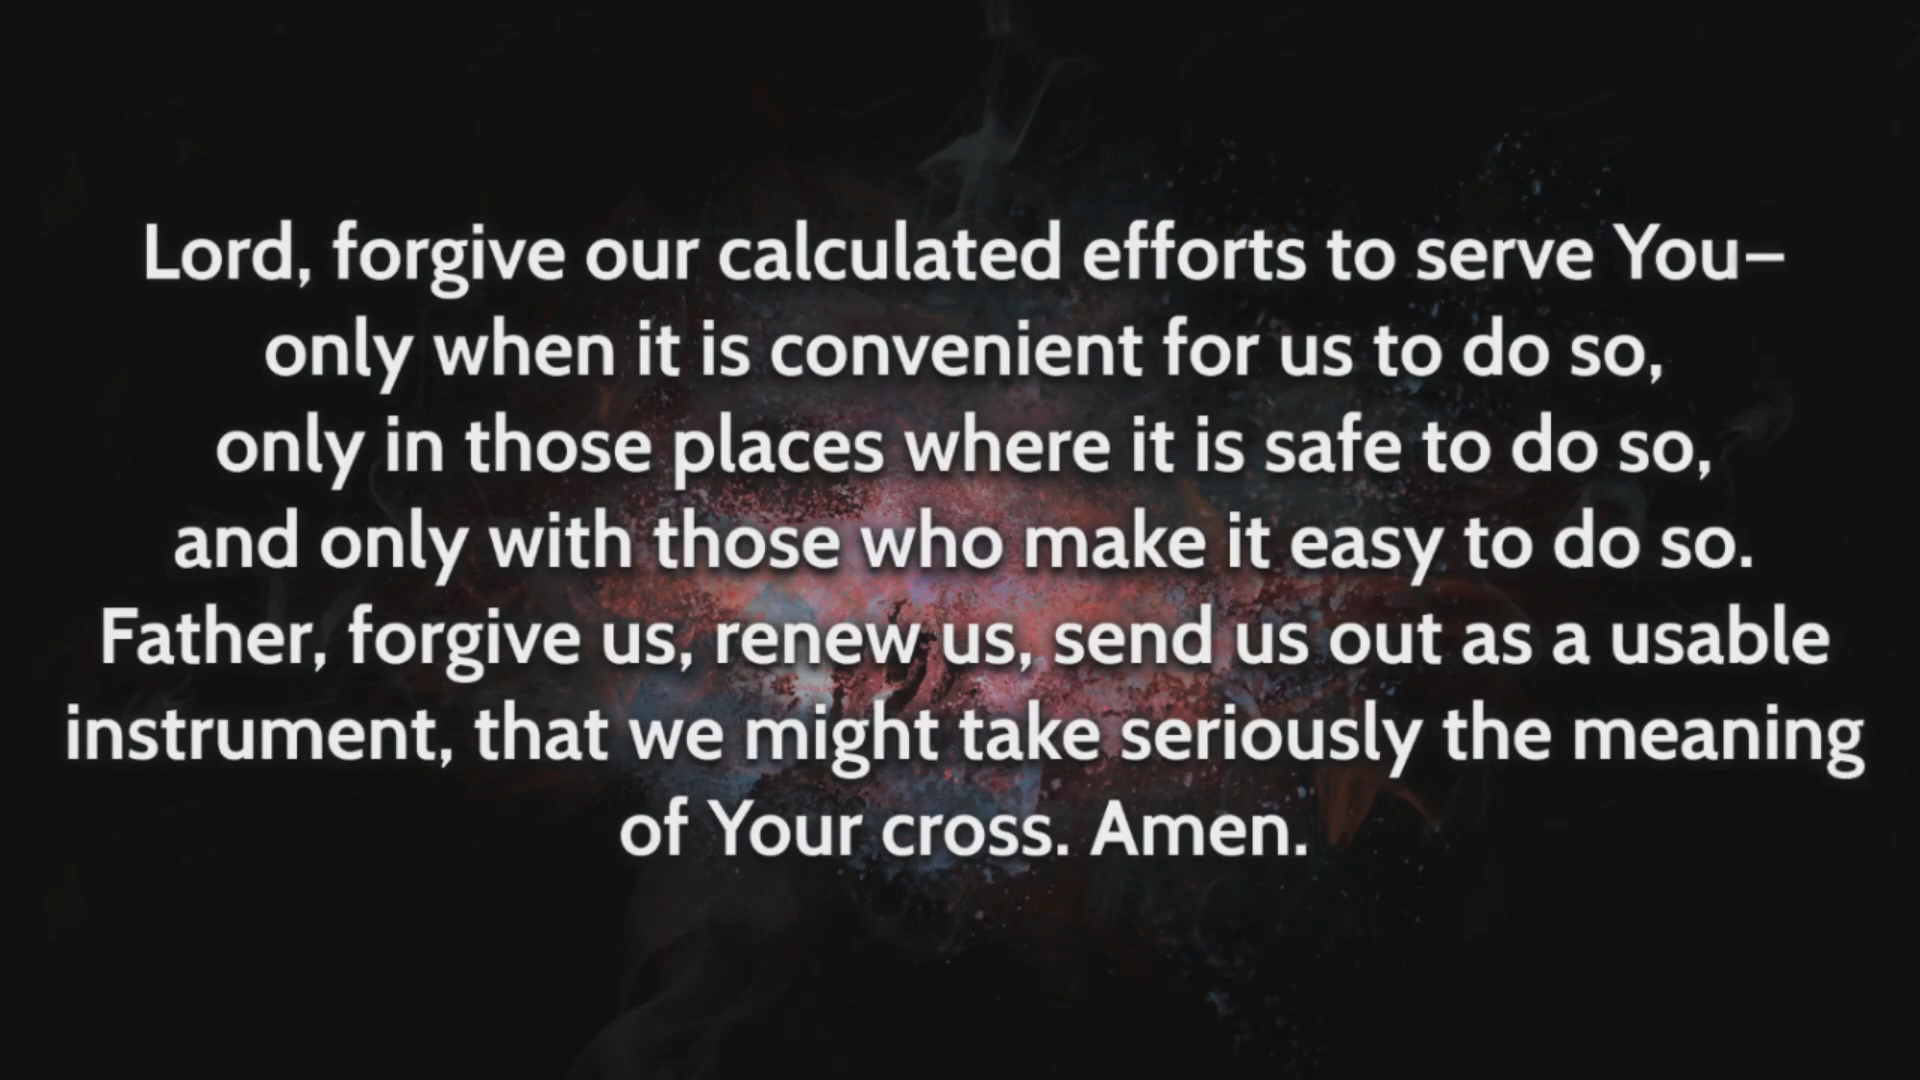 Lord, forgive our calculated efforts to serve You–
only when it is convenient for us to do so,
only in those places where it is safe to do so,
and only with those who make it easy to do so.
Father, forgive us, renew us, send us out as a usable
instrument, that we might take seriously the meaning
of Your cross. Amen.